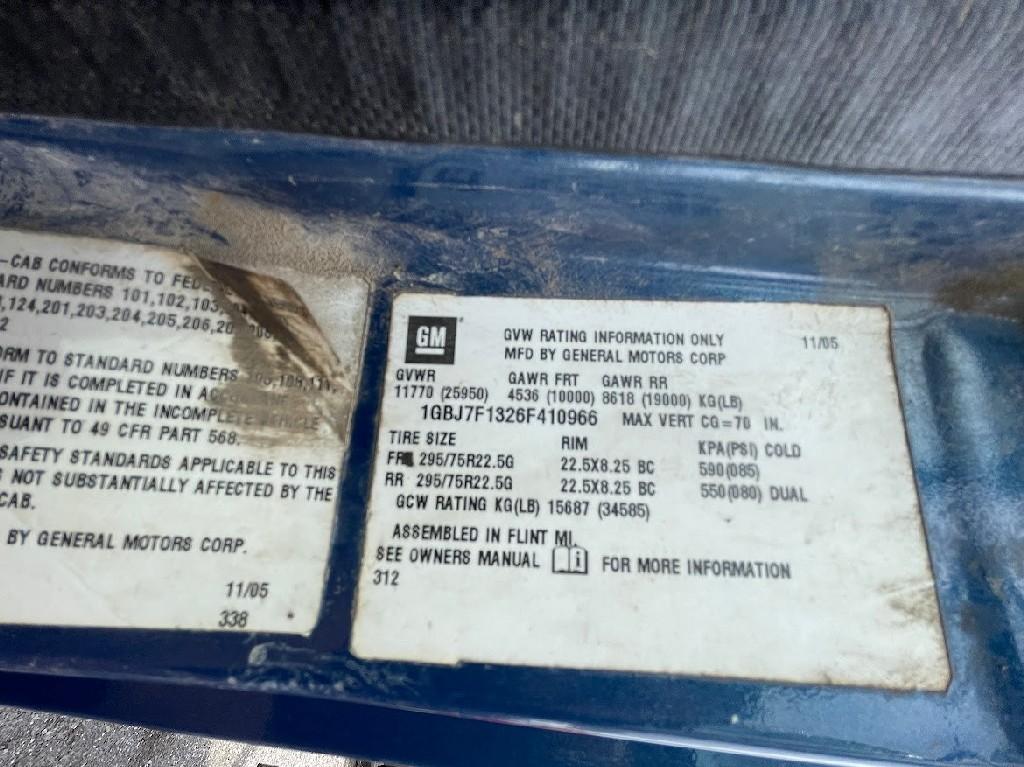 -CAB CONFORMS TO
ARD NUMBERS 101,102,103,
,124,201,203,204,205,206,
2
ORM TO STANDARD NUMBERS
IF IT IS COMPLETED IN
ONTAINED IN THE INCOMPLETE VEHICLE
SUANT TO 49 CFR PART 568.
SAFETY STANDARDS APPLICABLE TO THIS
S NOT SUBSTANTIALLY AFFECTED BY THE
CAB.
BY GENERAL MOTORS CORP.
11/05
338
GM
GVW RATING INFORMATION ONLY 11/05
MFD BY GENERAL MOTORS CORP
GVWR GAWR FRT GAWR RR
11770 (25950) 4536 (10000) 8618 (19000) KG(LB)
1GBJ7F1326F410966 MAX VERT CG=70 IN.
TIRE SIZE RIM KPA(PSI) COLD
295/75R22.5G 22.5X8.25 BC 590(085)
RR 295/75R22.5G 22.5X8.25 BC 550(080) DUAL
GCW RATING KG(LB) 15687 (34585)
ASSEMBLED IN FLINT MI.
SEE OWNERS MANUAL i FOR MORE INFORMATION
312